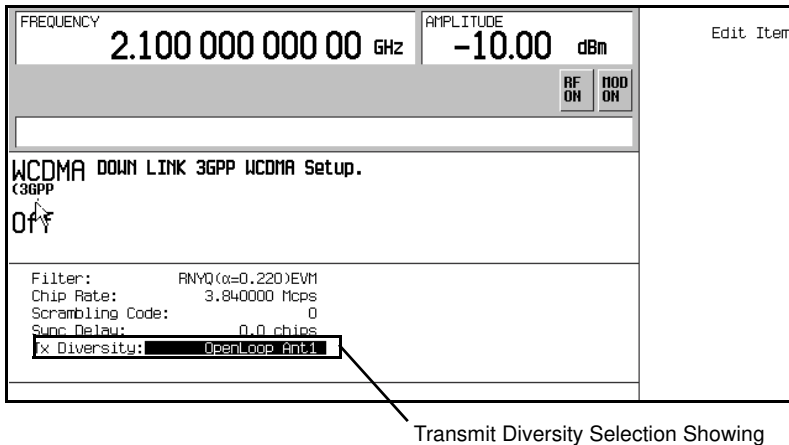 FREQUENCY
2.100 000 000 00 GHz
AMPLITUDE
-10.00 dBm
Edit Item
RF ON
MOD ON
WCDMA DOWN LINK 3GPP WCDMA Setup.
(3GPP
Off
Filter: RNYQ(α=0.220)EVM
Chip Rate: 3.840000 Mcps
Scrambling Code: 0
Sync Delay: 0.0 chips
Tx Diversity: OpenLoop Ant1
Transmit Diversity Selection Showing